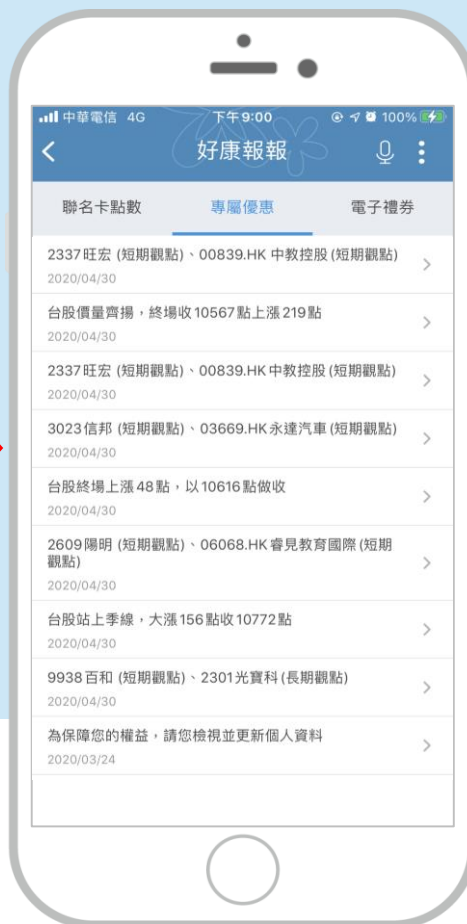 中華電信 4G 下午9:00 100%
好康報報
聯名卡點數 專屬優惠 電子禮券
2337旺宏 (短期觀點)、00839.HK 中教控股(短期觀點)
2020/04/30
台股價量齊揚，終場收10567點上漲219點
2020/04/30
2337旺宏 (短期觀點)、00839.HK中教控股(短期觀點)
2020/04/30
3023信邦 (短期觀點)、03669.HK永達汽車(短期觀點)
2020/04/30
台股終場上漲48點，以10616點做收
2020/04/30
2609陽明 (短期觀點)、06068.HK睿見教育國際(短期
觀點)
2020/04/30
台股站上季線，大漲156點收10772點
2020/04/30
9938百和 (短期觀點)、2301光寶科(長期觀點)
2020/04/30
為保障您的權益，請您檢視並更新個人資料
2020/03/24